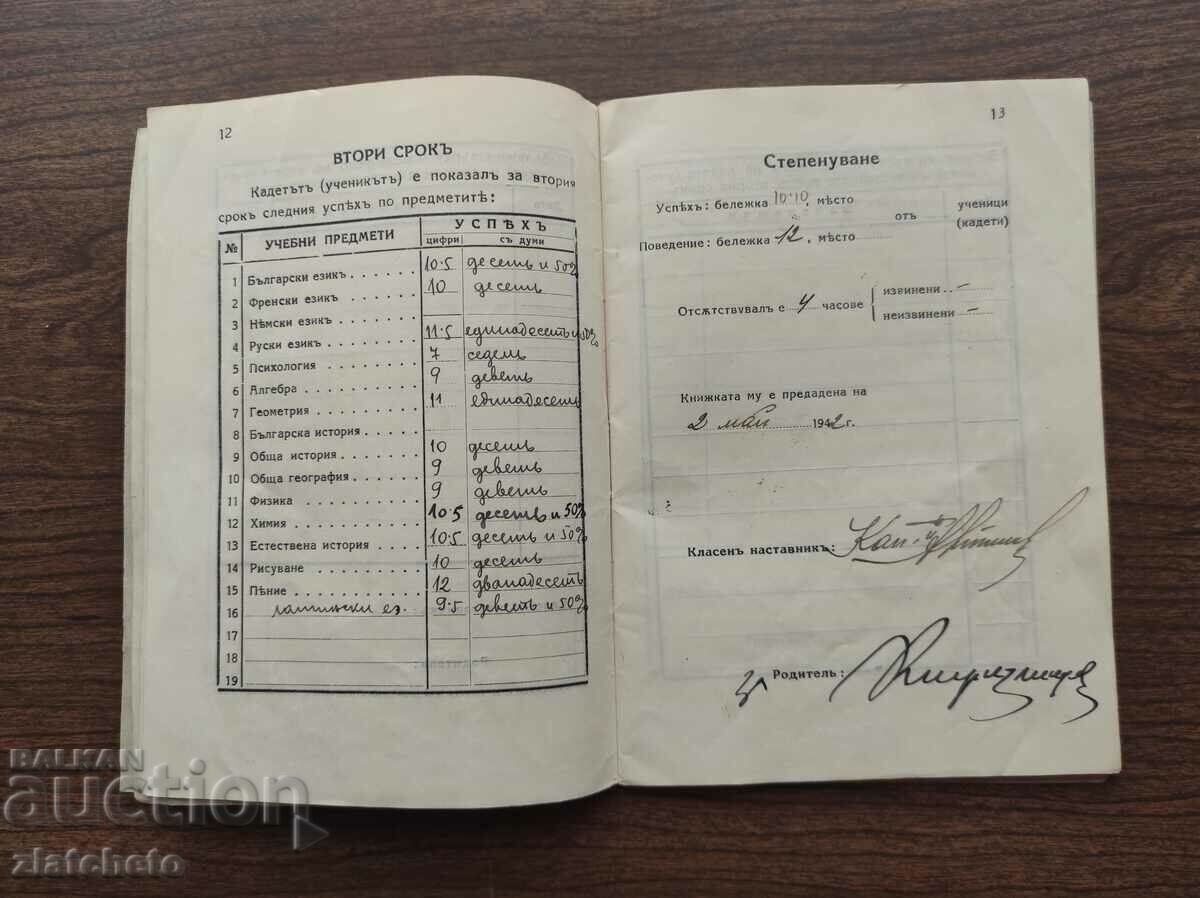 12
ВТОРИ СРОКЪ
Кадетътъ (ученикътъ) е показалъ за втория
срокъ следния успѣхъ по предметитѣ:
№ УЧЕБНИ ПРЕДМЕТИ УСПѢХЪ
цифри съ думи
1 Български езикъ . . . . . . 10.5 десеть и 50%
2 Френски езикъ . . . . . . . 10 десеть
3 Нѣмски езикъ . . . . . . .
4 Руски езикъ . . . . . . . 11.5 единадесеть и 50%
5 Психология . . . . . . . . 7 седемь
6 Алгебра . . . . . . . . . 9 деветь
7 Геометрия . . . . . . . . 11 единадесеть
8 Българска история . . . . .
9 Обща история . . . . . . . 10 десеть
10 Обща география . . . . . . 9 деветь
11 Физика . . . . . . . . . 9 деветь
12 Химия . . . . . . . . . . 10.5 десеть и 50%
13 Естествена история . . . . 10.5 десеть и 50%
14 Рисуване . . . . . . . . 10 десеть
15 Пѣние . . . . . . . . . . 12 дванадесеть
16 латински ез. 9.5 деветь и 50%
17
18
19
13
Степенуване
Успѣхъ: бележка 10·10, мѣсто
отъ ученици (кадети)
Поведение: бележка 12, мѣсто
Отсѫтствувалъ с 4 часове извинени –
неизвинени –
Книжката му е предадена на
2 май 1942 г.
Класенъ наставникъ: Кап.
Родитель:
BALKAN
auction
zlatcheto